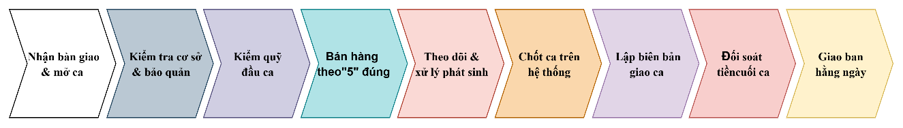 Nhận bàn giao
& mở ca
Kiểm tra cơ sở
& bảo quản
Kiểm quỹ
đầu ca
Bán hàng
theo"5" đúng
Theo dõi &
xử lý phát sinh
Chốt ca trên
hệ thống
Lập biên bản
giao ca
Đối soát
tiềncuối ca
Giao ban
hằng ngày